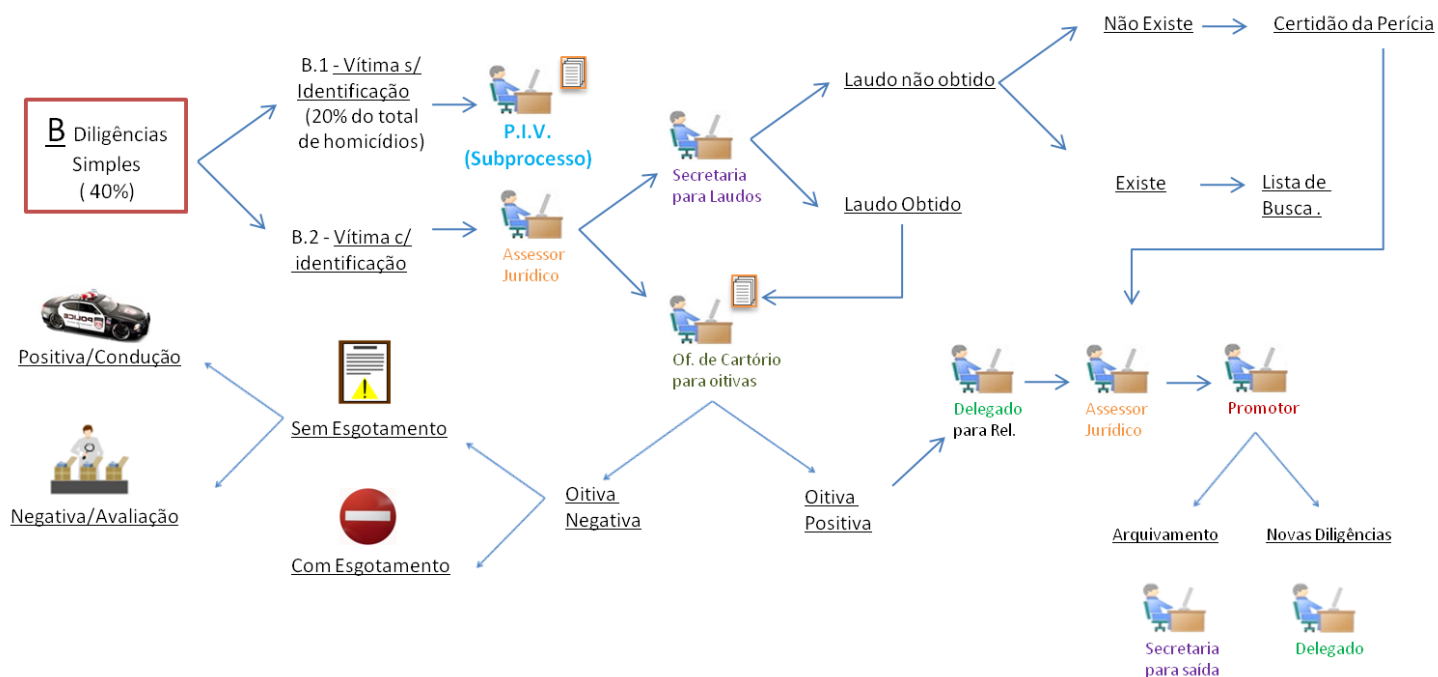 B Diligências
Simples
( 40%)
B.1 - Vítima s/
Identificação
(20% do total
de homicídios)
P.I.V.
(Subprocesso)
B.2 - Vítima c/
identificação
Assessor
Jurídico
Secretaria
para Laudos
Laudo não obtido
Não Existe
Certidão da Perícia
Existe
Lista de
Busca .
Laudo Obtido
Of. de Cartório
para oitivas
POLICE
Positiva/Condução
Negativa/Avaliação
Sem Esgotamento
Com Esgotamento
Oitiva
Negativa
Oitiva
Positiva
Delegado
para Rel.
Assessor
Jurídico
Promotor
Arquivamento
Novas Diligências
Secretaria
para saída
Delegado